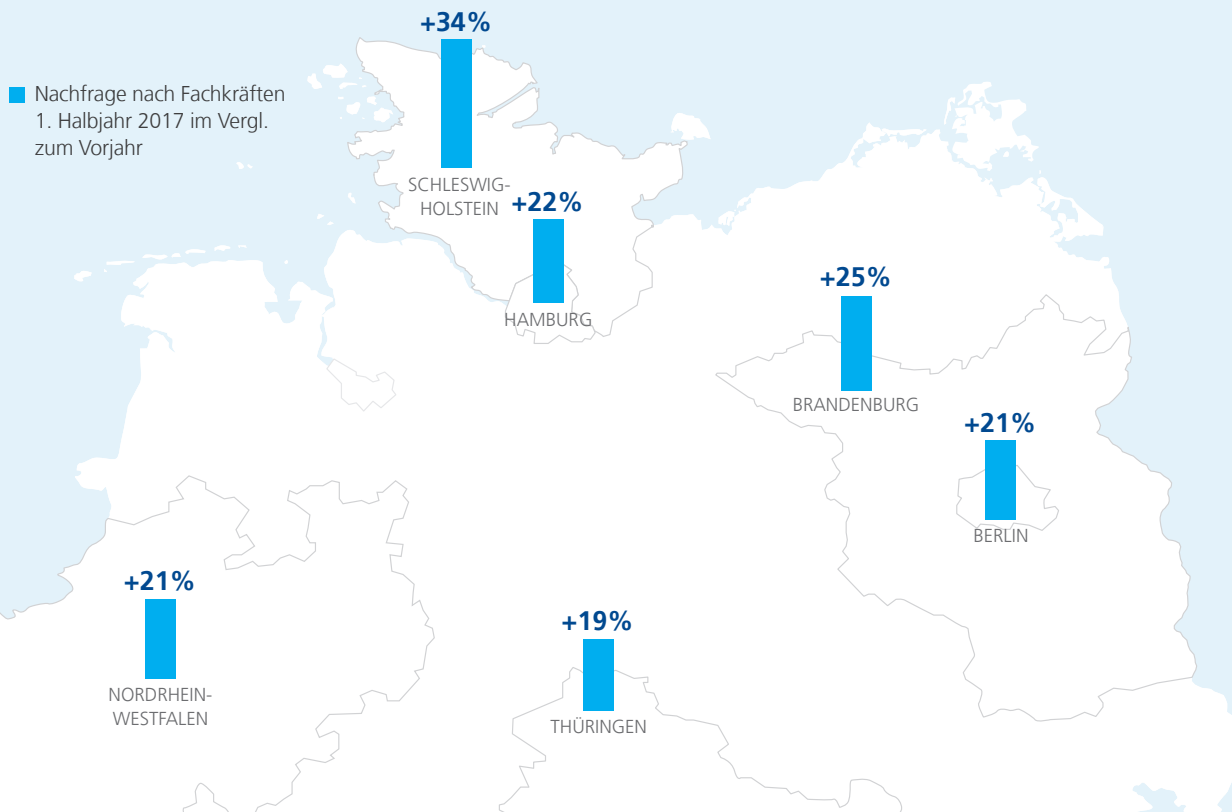 +34%
Nachfrage nach Fachkräften
1. Halbjahr 2017 im Vergl.
zum Vorjahr
SCHLESWIG-
HOLSTEIN
+22%
HAMBURG
+25%
BRANDENBURG
+21%
BERLIN
+21%
NORDRHEIN-
WESTFALEN
+19%
THÜRINGEN